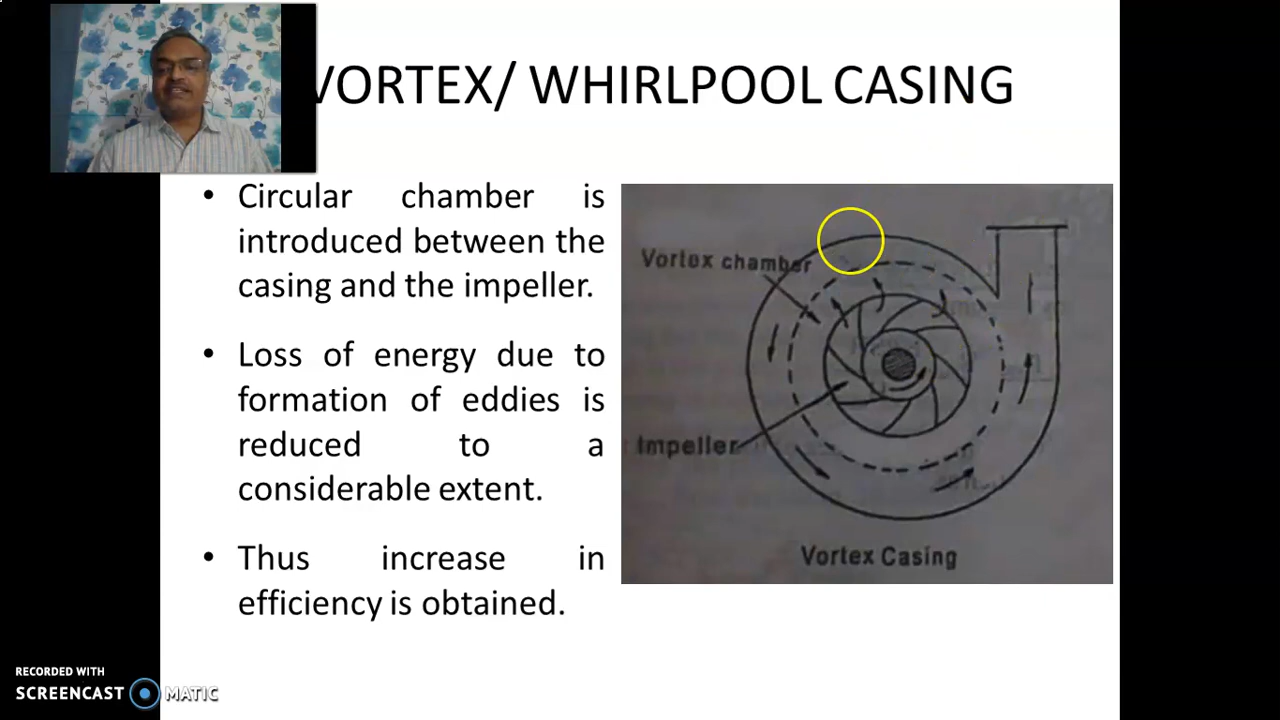 VORTEX/ WHIRLPOOL CASING
• Circular chamber is
introduced between the
casing and the impeller.
• Loss of energy due to
formation of eddies is
reduced to a
considerable extent.
• Thus increase in
efficiency is obtained.
Vortex chamber
Impeller
Vortex Casing
RECORDED WITH
SCREENCAST MATIC